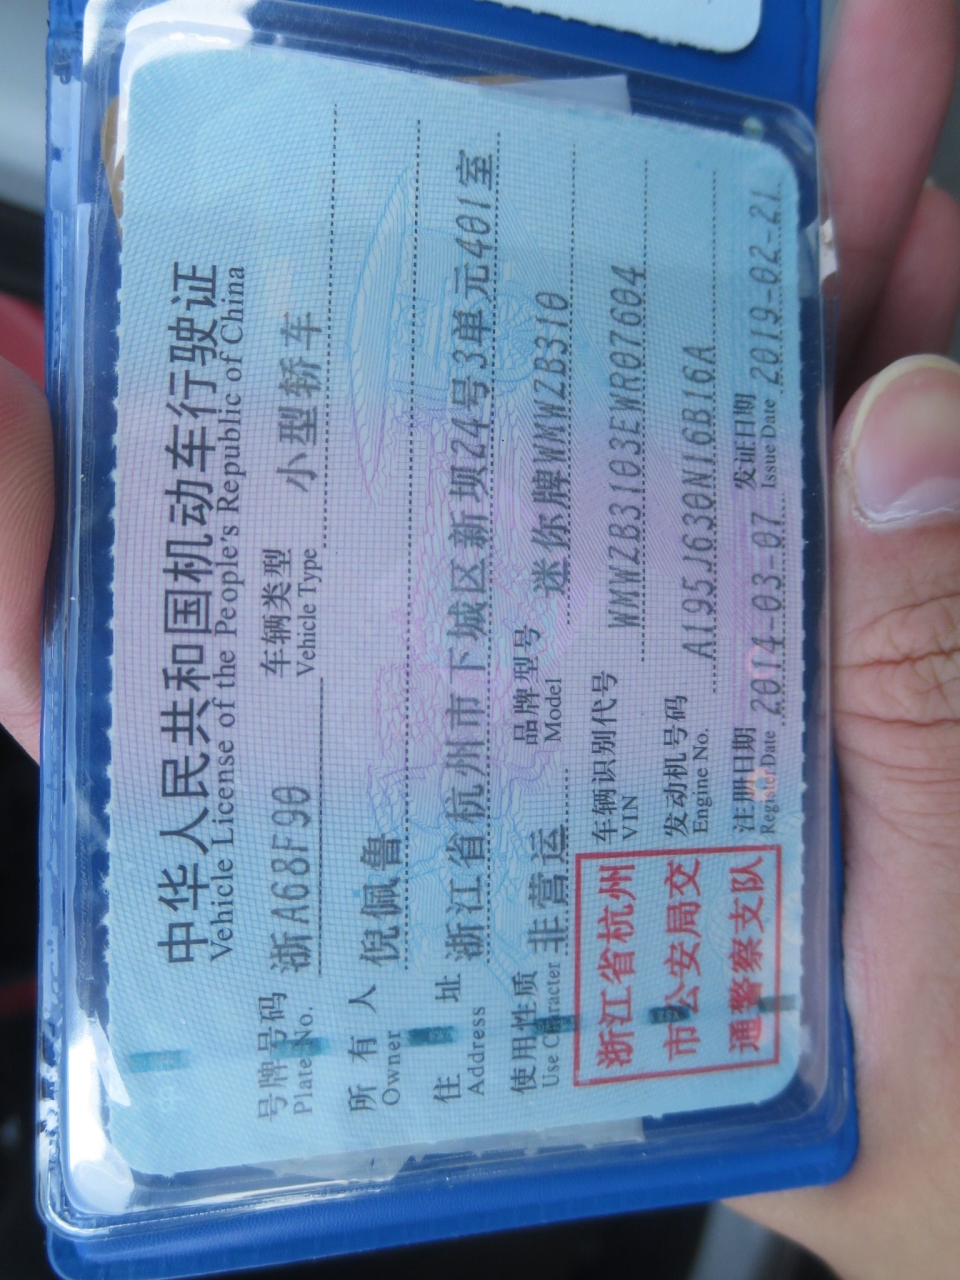 中华人民共和国机动车行驶证
Vehicle License of the People's Republic of China
号牌号码 浙A68F90 车辆类型 小型轿车
Plate No. Vehicle Type
所有人 倪佩鲁
Owner
住址 浙江省杭州市下城区新坝24号3单元401室
Address
使用性质 非营运 品牌型号 迷你牌WMWZB310
Use Character Model
车辆识别代号 WMWZB3103EWR07604
VIN
发动机号码 A195J630N16B16A
Engine No.
注册日期 2014-03-07 发证日期 2019-02-21
Register Date Issue Date
浙江省杭州
市公安局交
通警察支队